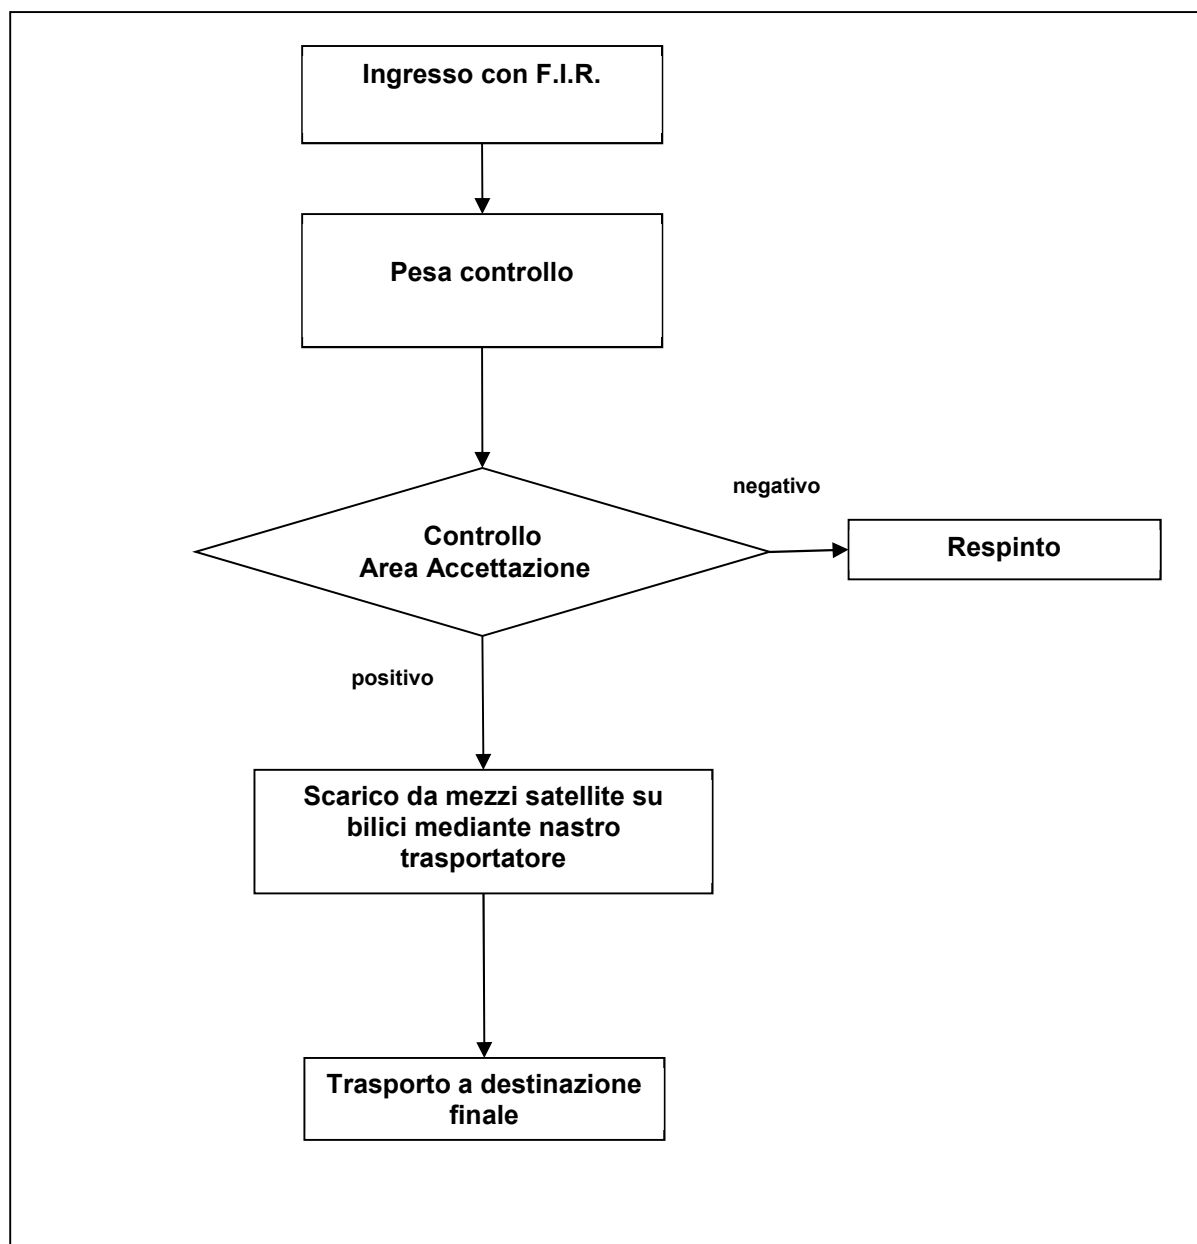 Ingresso con F.I.R.
Pesa controllo
negativo
Controllo
Area Accettazione
Respinto
positivo
Scarico da mezzi satellite su
bilici mediante nastro
trasportatore
Trasporto a destinazione
finale